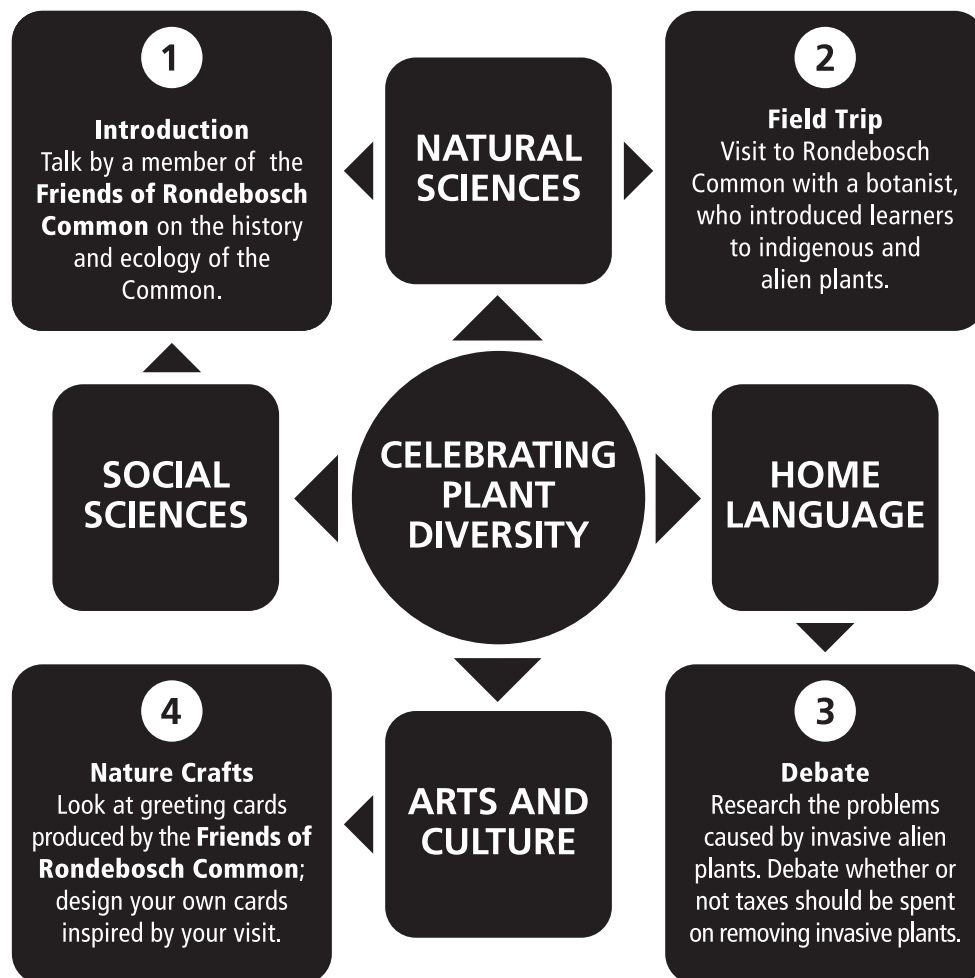 1
Introduction
Talk by a member of the
Friends of Rondebosch
Common on the history
and ecology of the
Common.
NATURAL
SCIENCES
2
Field Trip
Visit to Rondebosch
Common with a botanist,
who introduced learners
to indigenous and
alien plants.
SOCIAL
SCIENCES
CELEBRATING
PLANT
DIVERSITY
HOME
LANGUAGE
4
Nature Crafts
Look at greeting cards
produced by the Friends of
Rondebosch Common;
design your own cards
inspired by your visit.
ARTS AND
CULTURE
3
Debate
Research the problems
caused by invasive alien
plants. Debate whether or
not taxes should be spent
on removing invasive plants.